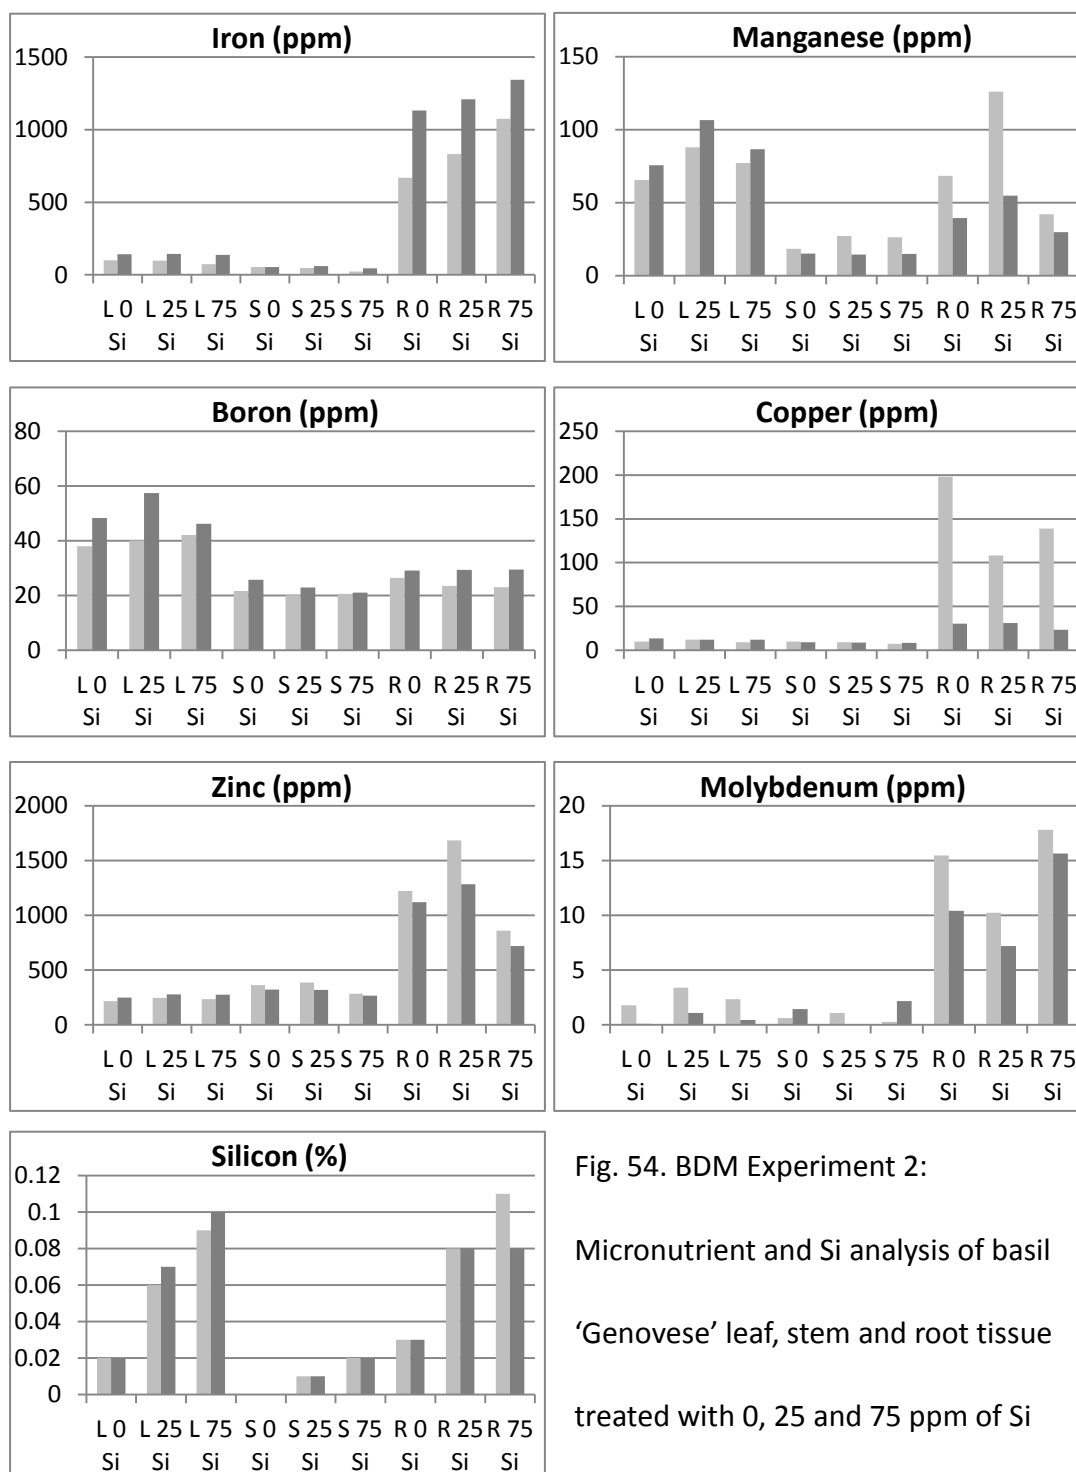 Iron (ppm)
1500
1000
500
0
L 0 L 25 L 75 S 0 S 25 S 75 R 0 R 25 R 75
Si Si Si Si Si Si Si Si Si
Manganese (ppm)
150
100
50
0
L 0 L 25 L 75 S 0 S 25 S 75 R 0 R 25 R 75
Si Si Si Si Si Si Si Si Si
Boron (ppm)
80
60
40
20
0
L 0 L 25 L 75 S 0 S 25 S 75 R 0 R 25 R 75
Si Si Si Si Si Si Si Si Si
Copper (ppm)
250
200
150
100
50
0
L 0 L 25 L 75 S 0 S 25 S 75 R 0 R 25 R 75
Si Si Si Si Si Si Si Si Si
Zinc (ppm)
2000
1500
1000
500
0
L 0 L 25 L 75 S 0 S 25 S 75 R 0 R 25 R 75
Si Si Si Si Si Si Si Si Si
Molybdenum (ppm)
20
15
10
5
0
L 0 L 25 L 75 S 0 S 25 S 75 R 0 R 25 R 75
Si Si Si Si Si Si Si Si Si
Silicon (%)
0.12
0.1
0.08
0.06
0.04
0.02
0
L 0 L 25 L 75 S 0 S 25 S 75 R 0 R 25 R 75
Si Si Si Si Si Si Si Si Si
Fig. 54. BDM Experiment 2:
Micronutrient and Si analysis of basil
‘Genovese’ leaf, stem and root tissue
treated with 0, 25 and 75 ppm of Si